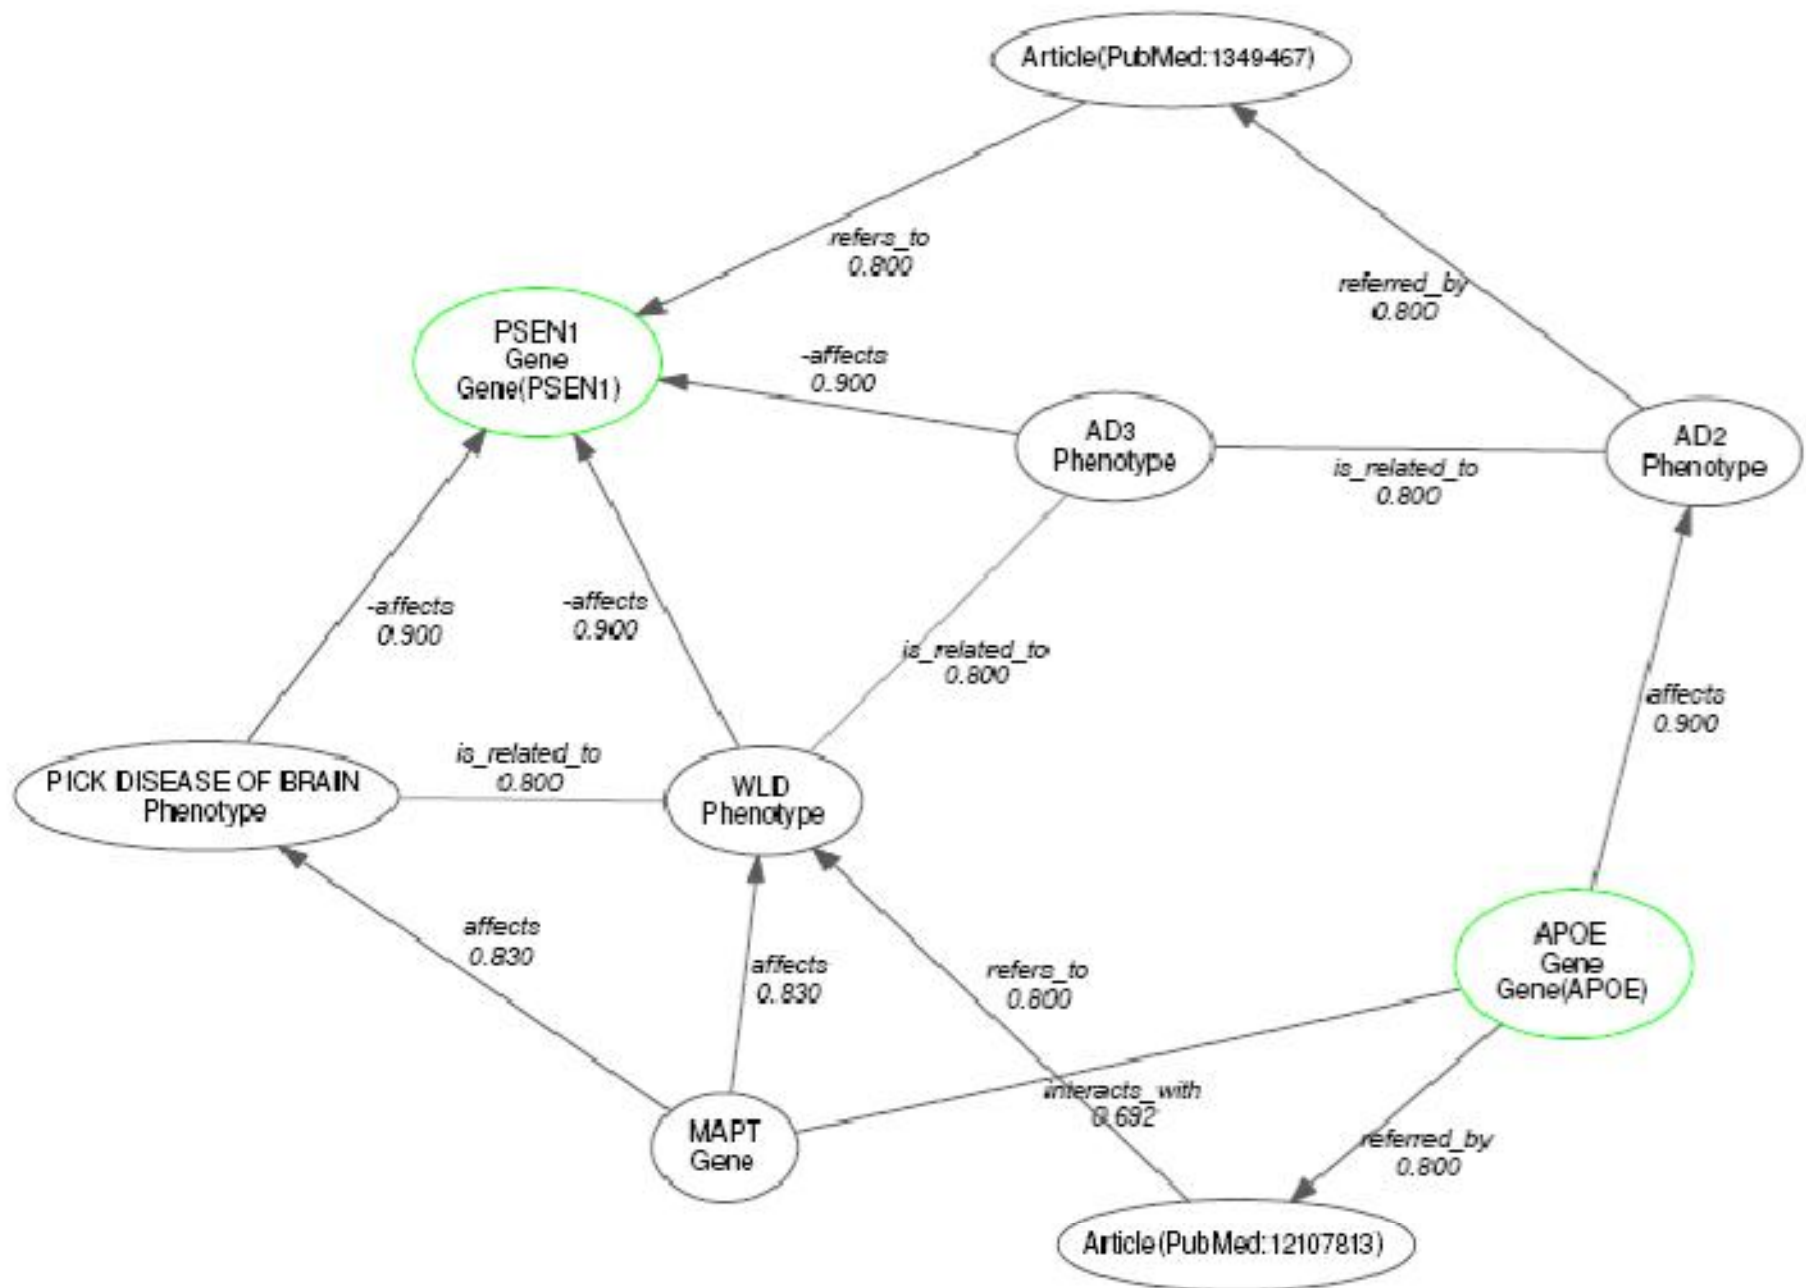 Article(PubMed:1349467)
refers_to
0.800
referred_by
0.800
PSEN1
Gene
Gene(PSEN1)
-affects
0.900
AD3
Phenotype
AD2
Phenotype
is_related_to
0.800
-affects
0.900
-affects
0.900
is_related_to
0.800
affects
0.900
PICK DISEASE OF BRAIN
Phenotype
is_related_to
0.800
WLD
Phenotype
affects
0.830
affects
0.830
refers_to
0.800
APOE
Gene
Gene(APOE)
interacts_with
0.692
MAPT
Gene
referred_by
0.800
Article(PubMed:12107813)